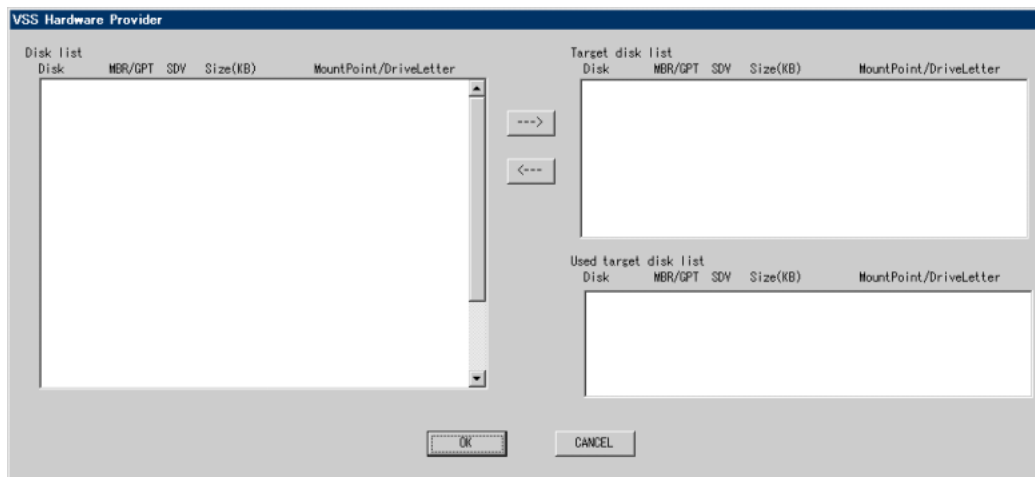 VSS Hardware Provider
Disk list
Disk MBR/GPT SDV Size(KB) MountPoint/DriveLetter
--->
<---
Target disk list
Disk MBR/GPT SDV Size(KB) MountPoint/DriveLetter
Used target disk list
Disk MBR/GPT SDV Size(KB) MountPoint/DriveLetter
OK CANCEL